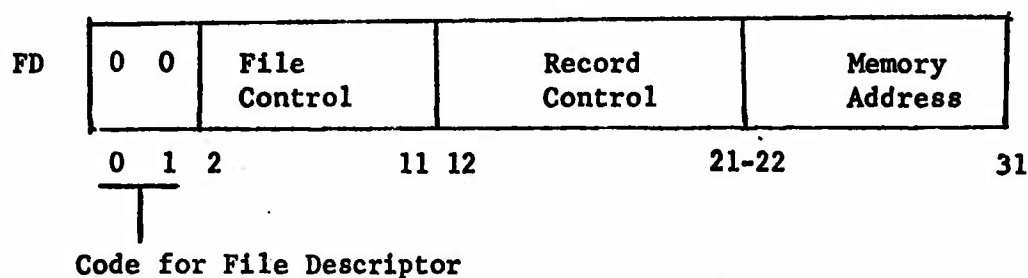 FD 0 0 File Record Memory
Control Control Address
0 1 2 11 12 21-22 31
Code for File Descriptor